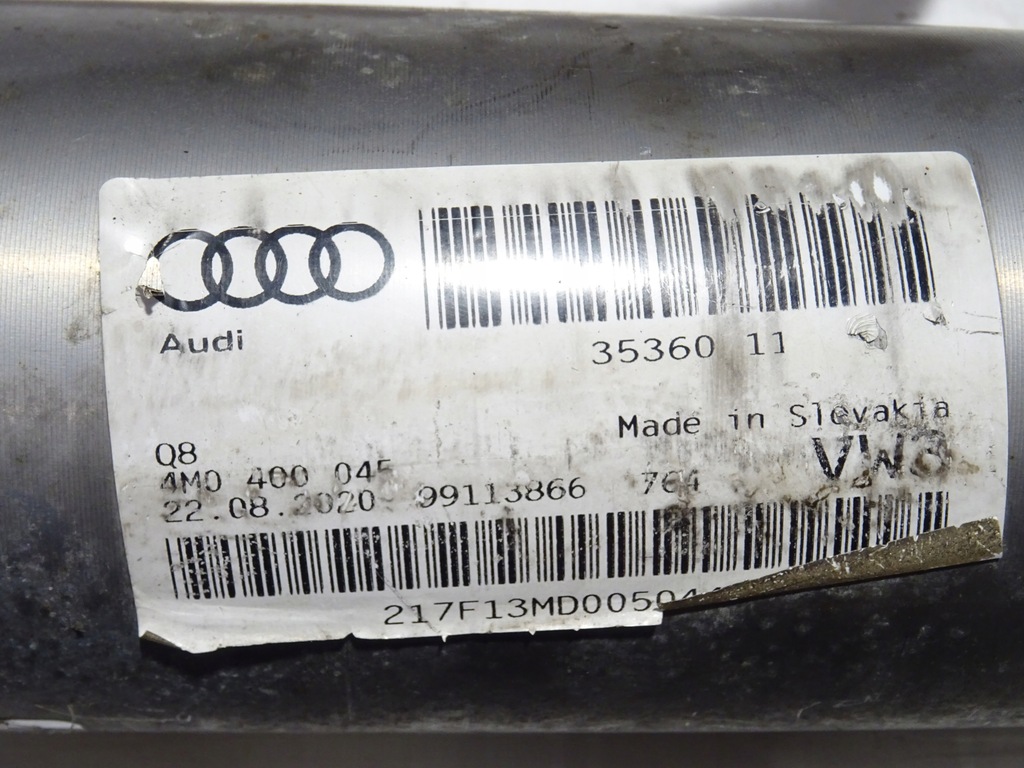 Audi
35360 11
Made in Slovakia
Q8
VW3
4M0 400 045
22.08.2020 99113866 764